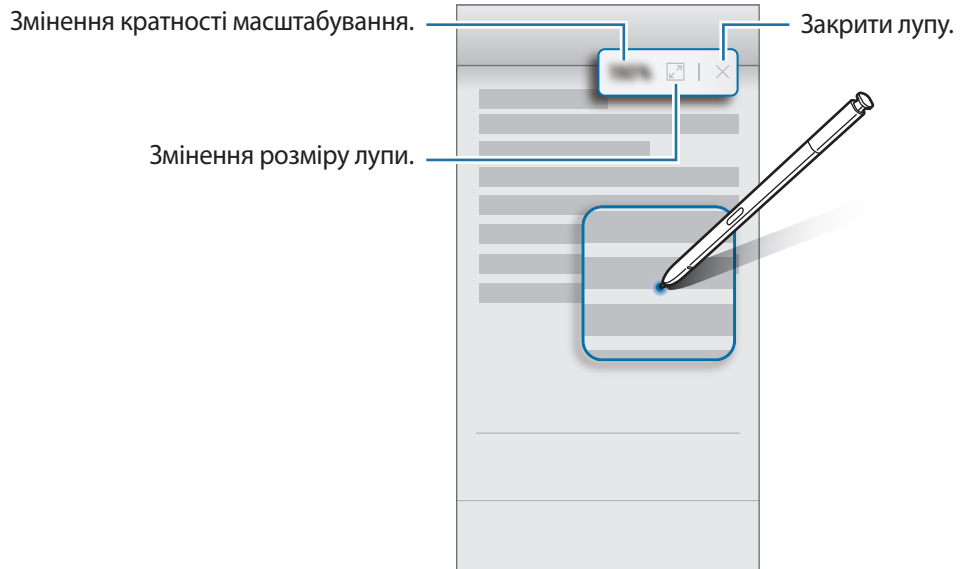 Змінення кратності масштабування.
Закрити лупу.
Змінення розміру лупи.